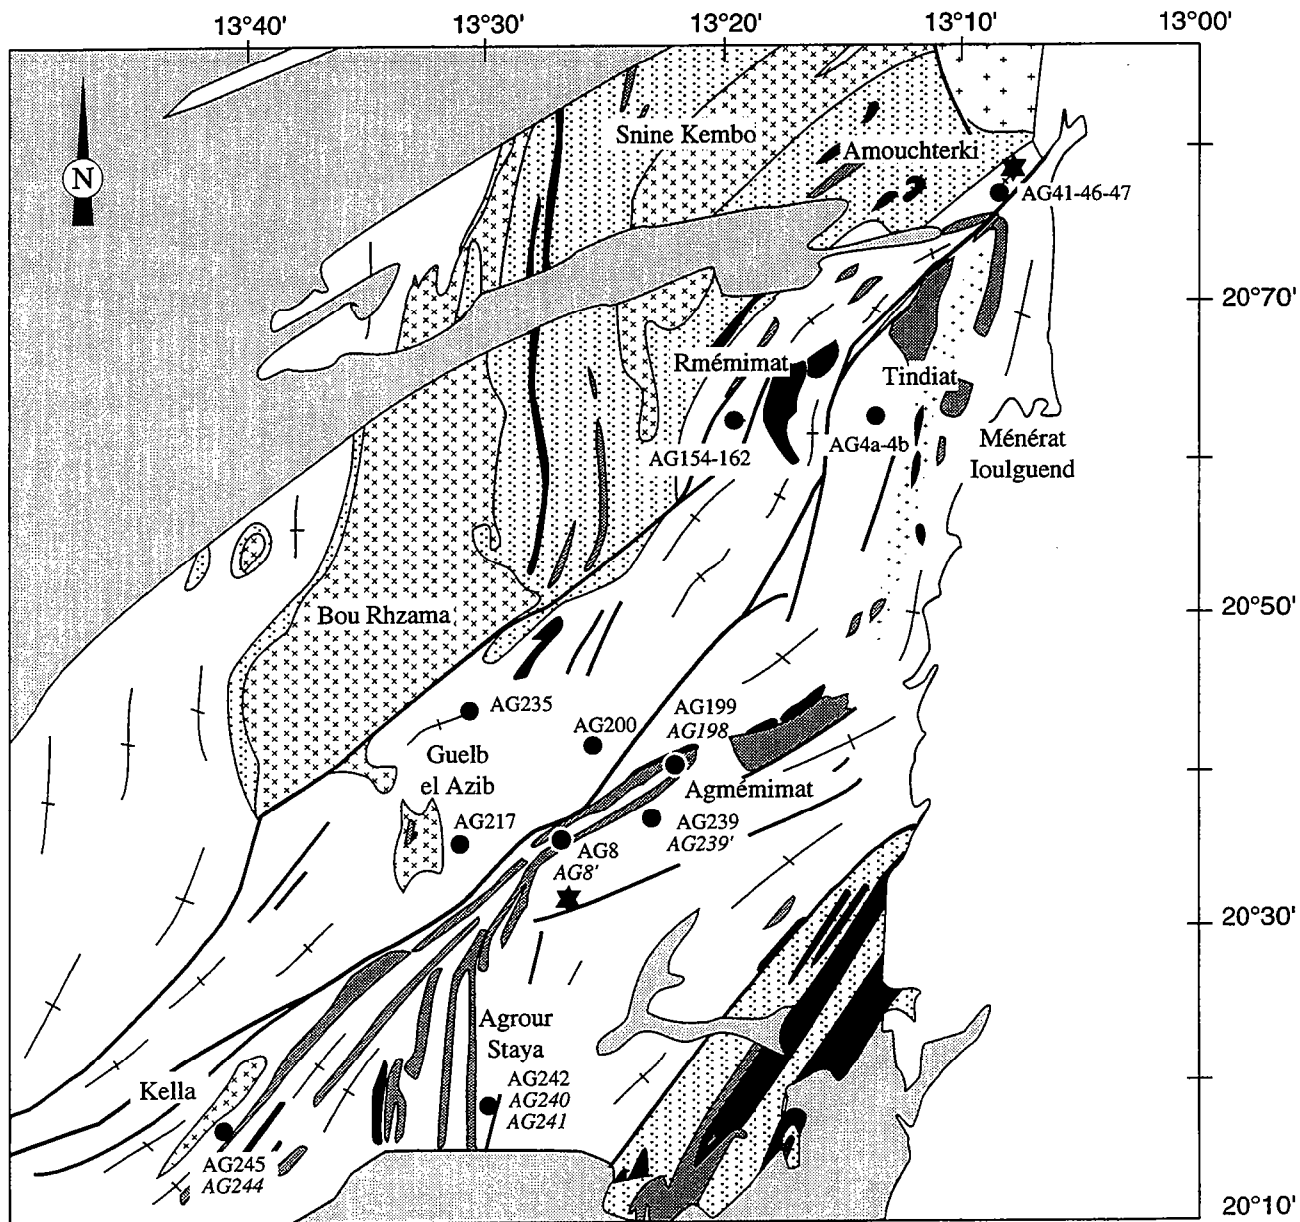 13°40' 13°30' 13°20' 13°10' 13°00'
N
Snine Kembo
Amouchterki
AG41-46-47
20°70'
Rmémimat
Tindiat
AG154-162
AG4a-4b
Ménérat
Ioulguend
Bou Rhzama
20°50'
AG235
AG199
AG198
AG200
Guelb
el Azib
Agmémimat
AG217
AG239
AG239'
AG8
AG8'
20°30'
Agrour
Staya
Kella
AG242
AG240
AG241
AG245
AG244
20°10'